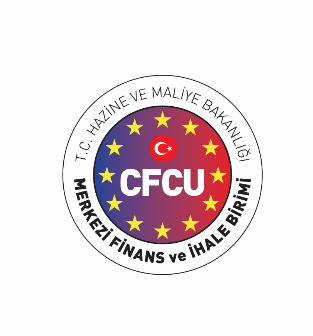 T.C. HAZİNE VE MALİYE BAKANLIĞI
CFCU
MERKEZİ FİNANS ve İHALE BİRİMİ